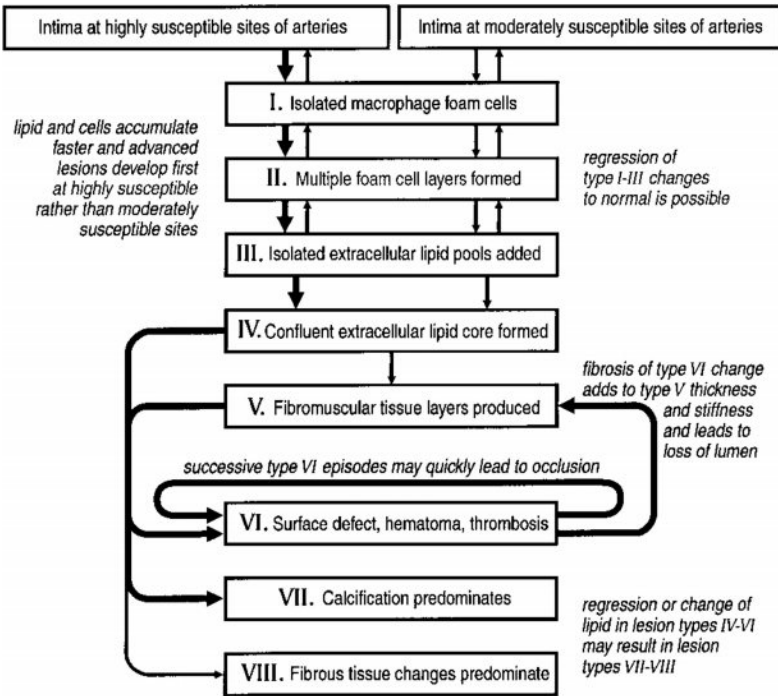 Intima at highly susceptible sites of arteries
Intima at moderately susceptible sites of arteries
I. Isolated macrophage foam cells
lipid and cells accumulate
faster and advanced
lesions develop first
at highly susceptible
rather than moderately
susceptible sites
II. Multiple foam cell layers formed
regression of
type I-III changes
to normal is possible
III. Isolated extracellular lipid pools added
IV. Confluent extracellular lipid core formed
fibrosis of type VI change
adds to type V thickness
and stiffness
and leads to
loss of lumen
V. Fibromuscular tissue layers produced
successive type VI episodes may quickly lead to occlusion
VI. Surface defect, hematoma, thrombosis
VII. Calcification predominates
regression or change of
lipid in lesion types IV-VI
may result in lesion
types VII-VIII
VIII. Fibrous tissue changes predominate